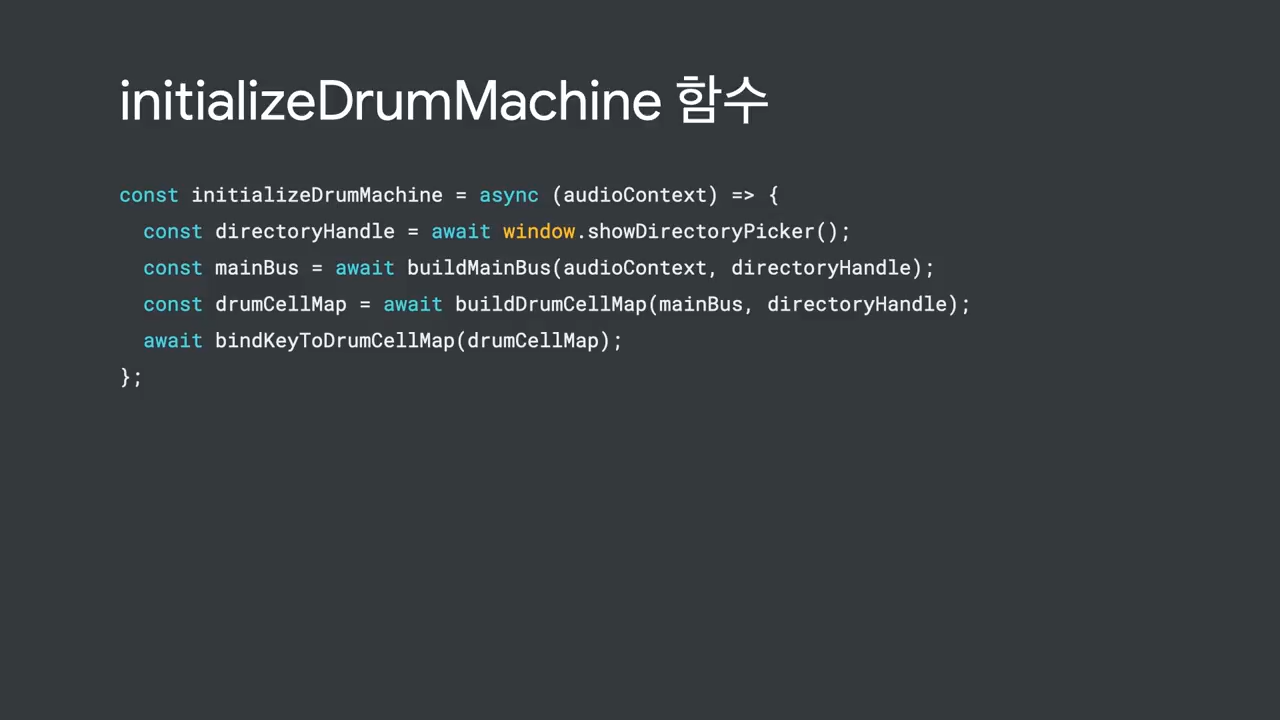 initializeDrumMachine 함수
const initializeDrumMachine = async (audioContext) => {
  const directoryHandle = await window.showDirectoryPicker();
  const mainBus = await buildMainBus(audioContext, directoryHandle);
  const drumCellMap = await buildDrumCellMap(mainBus, directoryHandle);
  await bindKeyToDrumCellMap(drumCellMap);
};